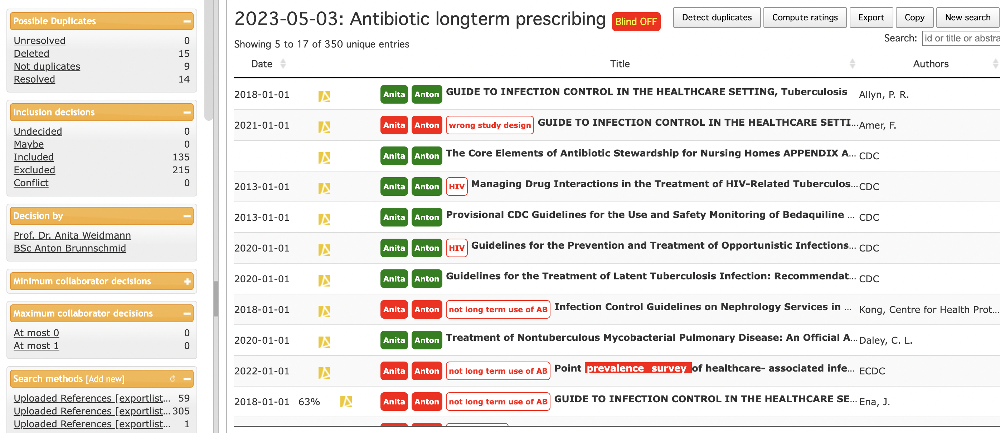 Possible Duplicates
Unresolved 0
Deleted 15
Not duplicates 9
Resolved 14
Inclusion decisions
Undecided 0
Maybe 0
Included 135
Excluded 215
Conflict 0
Decision by
Prof. Dr. Anita Weidmann
BSc Anton Brunnschmid
Minimum collaborator decisions
Maximum collaborator decisions
At most 0 0
At most 1 0
Search methods [Add new]
Uploaded References [exportlist... 59
Uploaded References [exportlist... 305
Uploaded References [exportlist... 1
2023-05-03: Antibiotic longterm prescribing Blind OFF
Detect duplicates Compute ratings Export Copy New search
Showing 5 to 17 of 350 unique entries
Search: id or title or abstra
Date Title Authors
2018-01-01 Anita Anton GUIDE TO INFECTION CONTROL IN THE HEALTHCARE SETTING, Tuberculosis Allyn, P. R.
2021-01-01 Anita Anton wrong study design GUIDE TO INFECTION CONTROL IN THE HEALTHCARE SETTI... Amer, F.
Anita Anton The Core Elements of Antibiotic Stewardship for Nursing Homes APPENDIX A... CDC
2013-01-01 Anita Anton HIV Managing Drug Interactions in the Treatment of HIV-Related Tuberculos... CDC
2013-01-01 Anita Anton Provisional CDC Guidelines for the Use and Safety Monitoring of Bedaquiline ... CDC
2020-01-01 Anita Anton HIV Guidelines for the Prevention and Treatment of Opportunistic Infections... CDC
2020-01-01 Anita Anton Guidelines for the Treatment of Latent Tuberculosis Infection: Recommendat... CDC
2018-01-01 Anita Anton not long term use of AB Infection Control Guidelines on Nephrology Services in ... Kong, Centre for Health Prot...
2020-01-01 Anita Anton Treatment of Nontuberculous Mycobacterial Pulmonary Disease: An Official A... Daley, C. L.
2022-01-01 Anita Anton not long term use of AB Point prevalence survey of healthcare- associated infe... ECDC
2018-01-01 63% Anita Anton not long term use of AB GUIDE TO INFECTION CONTROL IN THE HEALTHCARE SE... Ena, J.